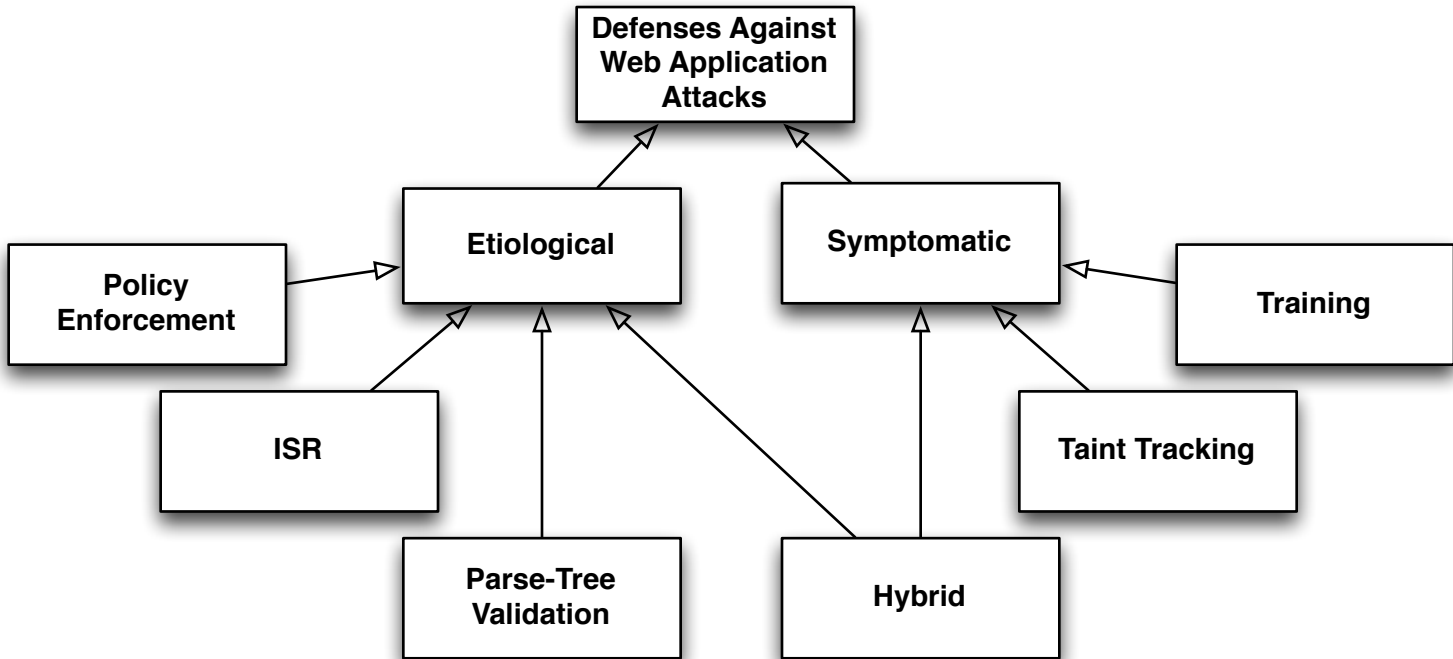 Defenses Against
Web Application
Attacks
Etiological
Symptomatic
Policy
Enforcement
Training
ISR
Taint Tracking
Parse-Tree
Validation
Hybrid